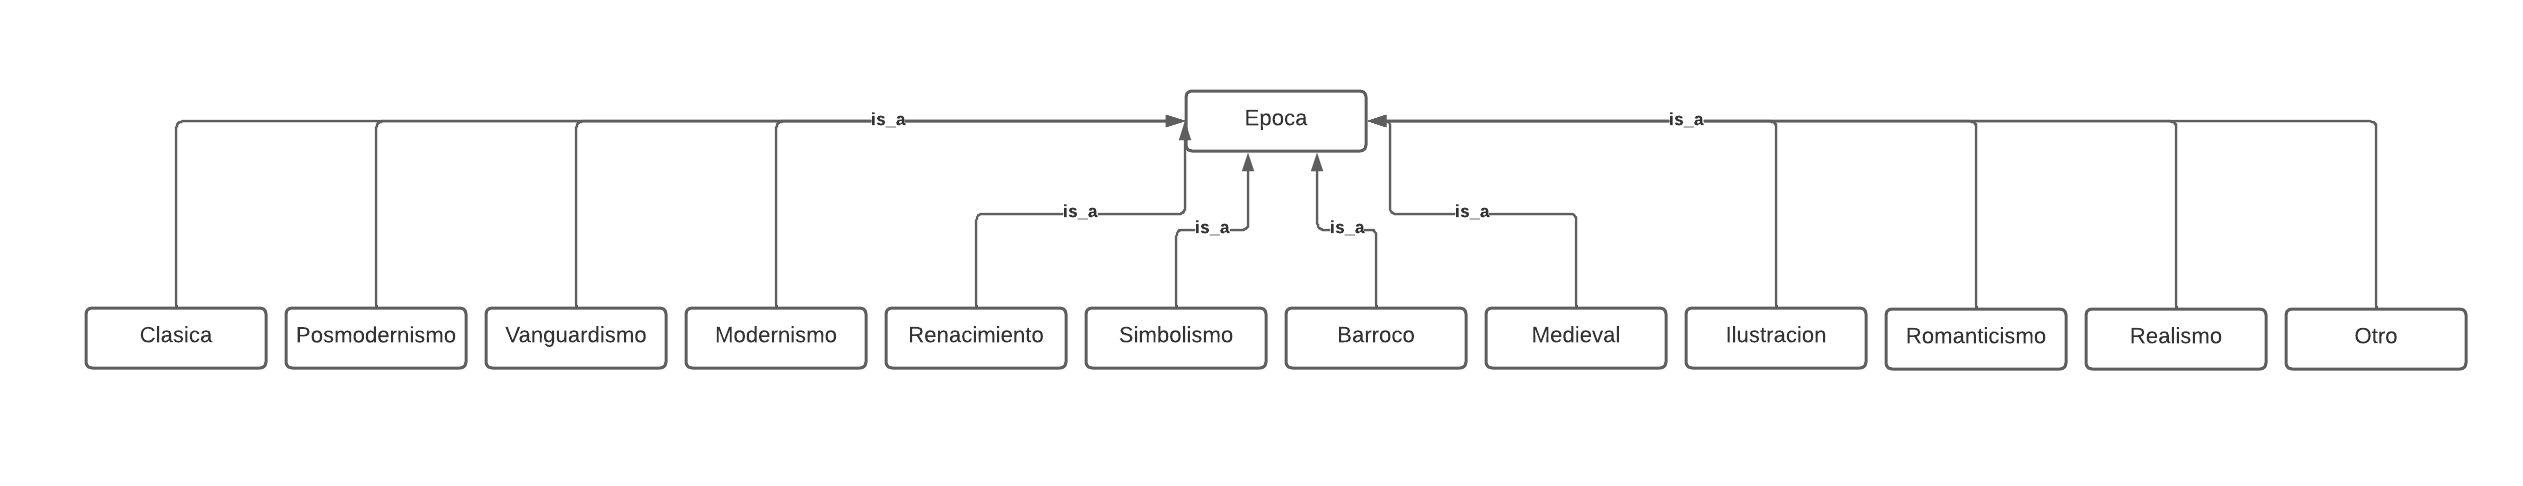 Epoca
is_a
is_a
is_a
is_a
is_a
is_a
Clasica
Posmodernismo
Vanguardismo
Modernismo
Renacimiento
Simbolismo
Barroco
Medieval
Ilustracion
Romanticismo
Realismo
Otro